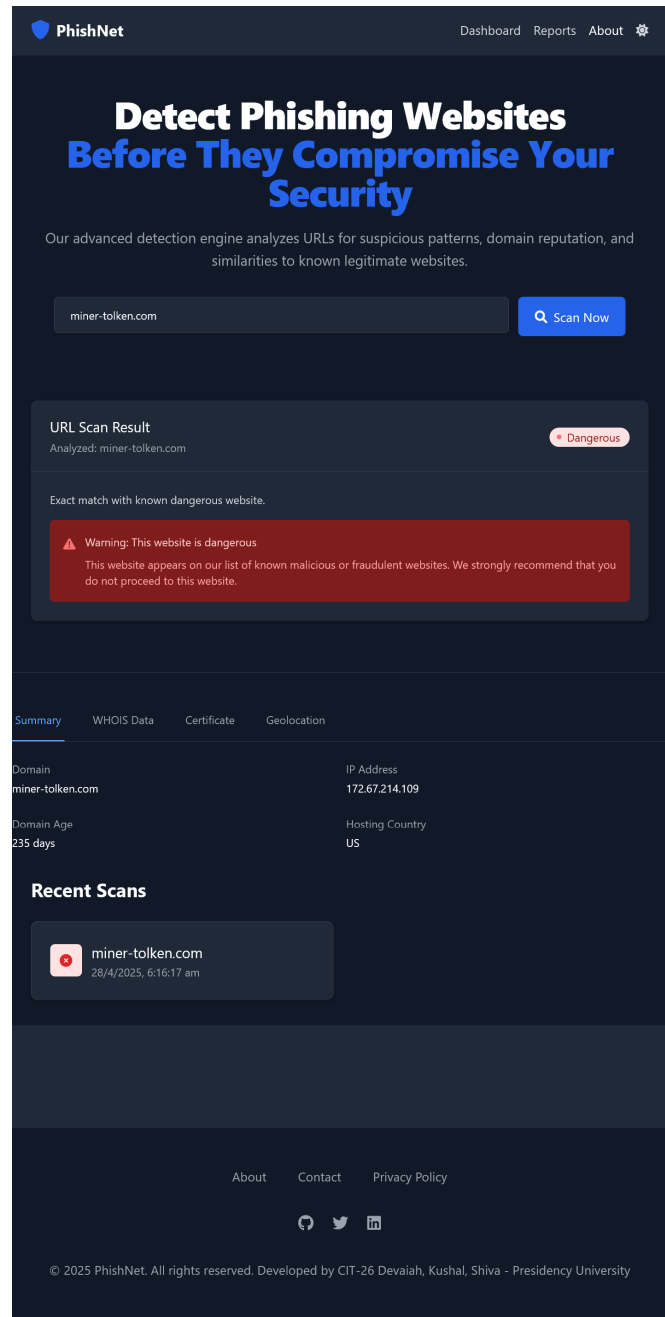 PhishNet
Dashboard Reports About
Detect Phishing Websites
Before They Compromise Your
Security
Our advanced detection engine analyzes URLs for suspicious patterns, domain reputation, and
similarities to known legitimate websites.
miner-tolken.com
Scan Now
URL Scan Result
Analyzed: miner-tolken.com
Dangerous
Exact match with known dangerous website.
Warning: This website is dangerous
This website appears on our list of known malicious or fraudulent websites. We strongly recommend that you
do not proceed to this website.
Summary WHOIS Data Certificate Geolocation
Domain
miner-tolken.com
IP Address
172.67.214.109
Domain Age
235 days
Hosting Country
US
Recent Scans
miner-tolken.com
28/4/2025, 6:16:17 am
About Contact Privacy Policy
© 2025 PhishNet. All rights reserved. Developed by CIT-26 Devaiah, Kushal, Shiva - Presidency University